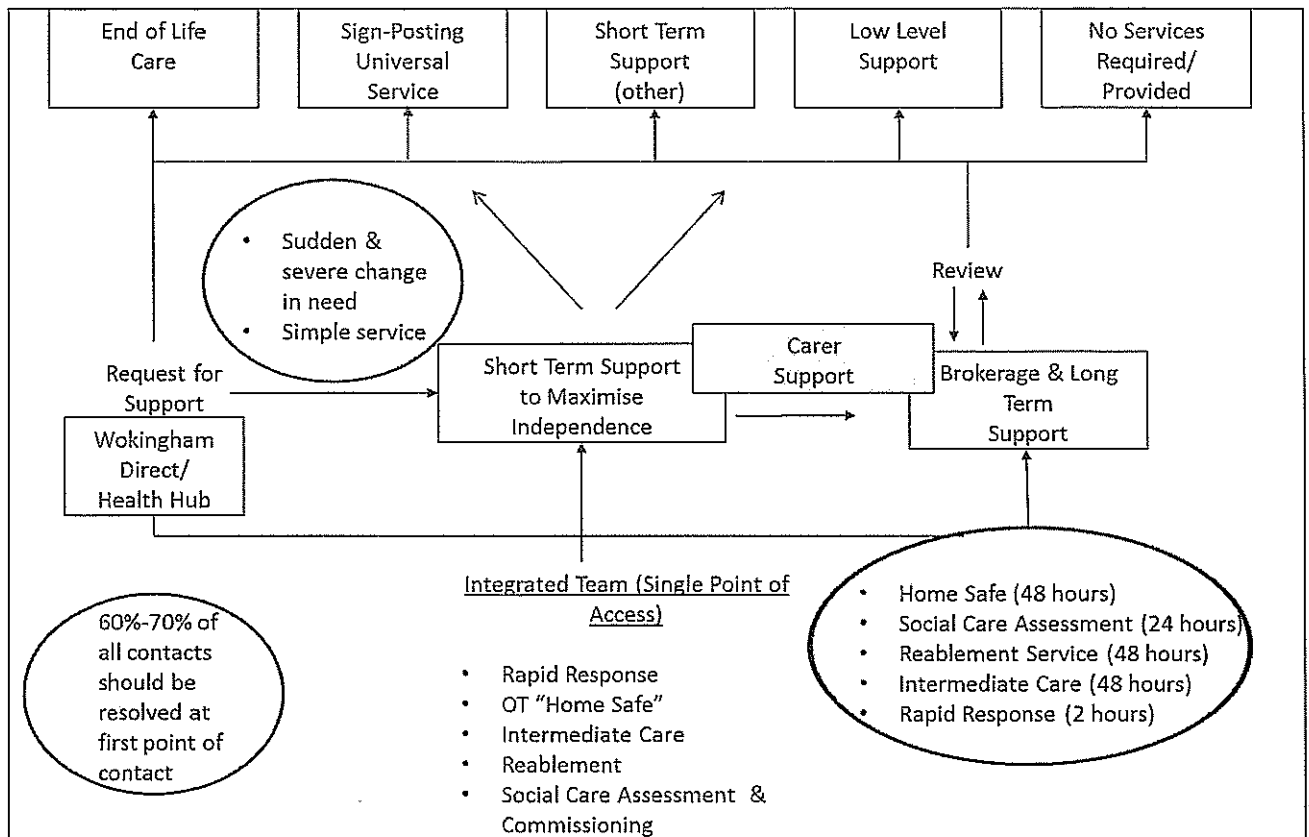 End of Life
Care
Sign-Posting
Universal
Service
Short Term
Support
(other)
Low Level
Support
No Services
Required/
Provided
• Sudden &
severe change
in need
• Simple service
Review
Request for
Support
Short Term Support
to Maximise
Independence
Carer
Support
Brokerage & Long
Term
Support
Wokingham
Direct/
Health Hub
60%-70% of
all contacts
should be
resolved at
first point of
contact
Integrated Team (Single Point of
Access)
• Rapid Response
• OT "Home Safe"
• Intermediate Care
• Reablement
• Social Care Assessment &
Commissioning
• Home Safe (48 hours)
• Social Care Assessment (24 hours)
• Reablement Service (48 hours)
• Intermediate Care (48 hours)
• Rapid Response (2 hours)